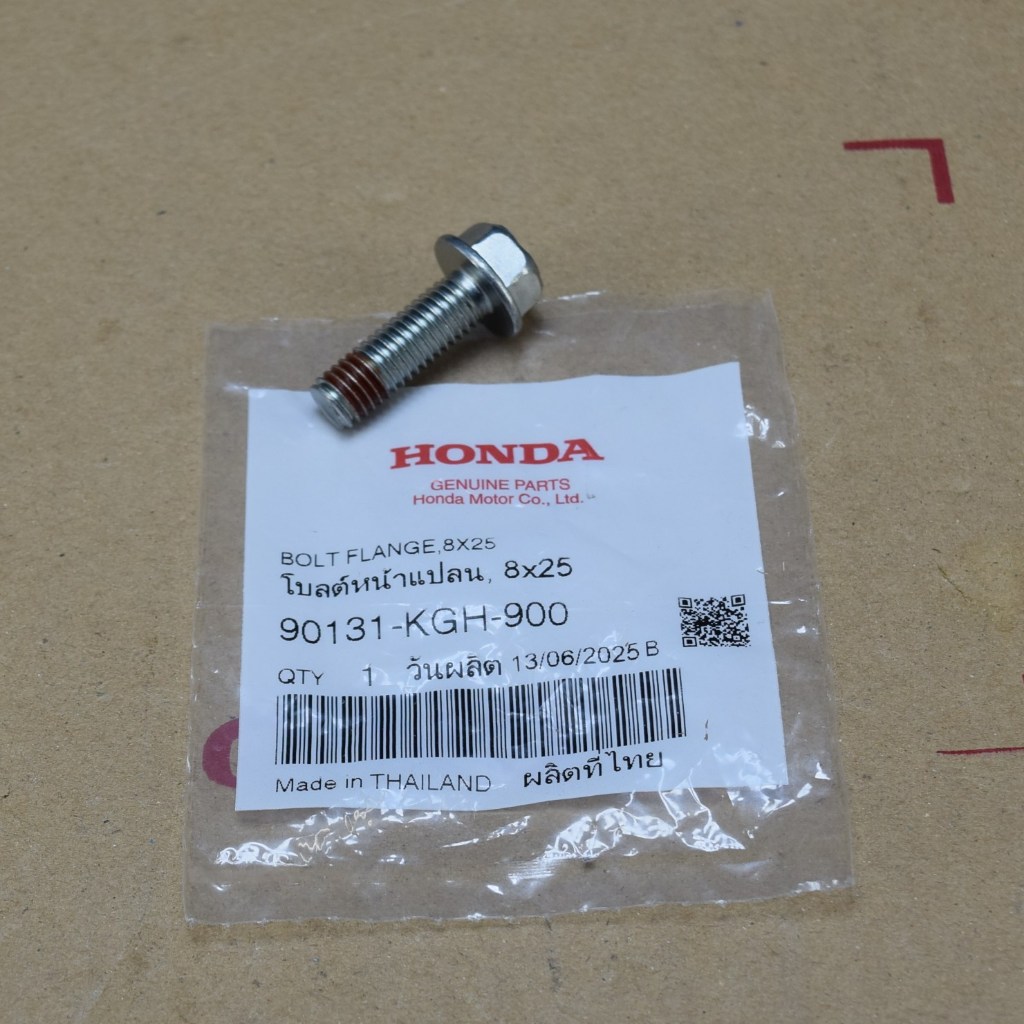 HONDA
GENUINE PARTS
Honda Motor Co., Ltd.
BOLT FLANGE,8X25
โบลต์หน้าแปลน, 8x25
90131-KGH-900
QTY 1 วันผลิต 13/06/2025 B
Made in THAILAND ผลิตที่ไทย